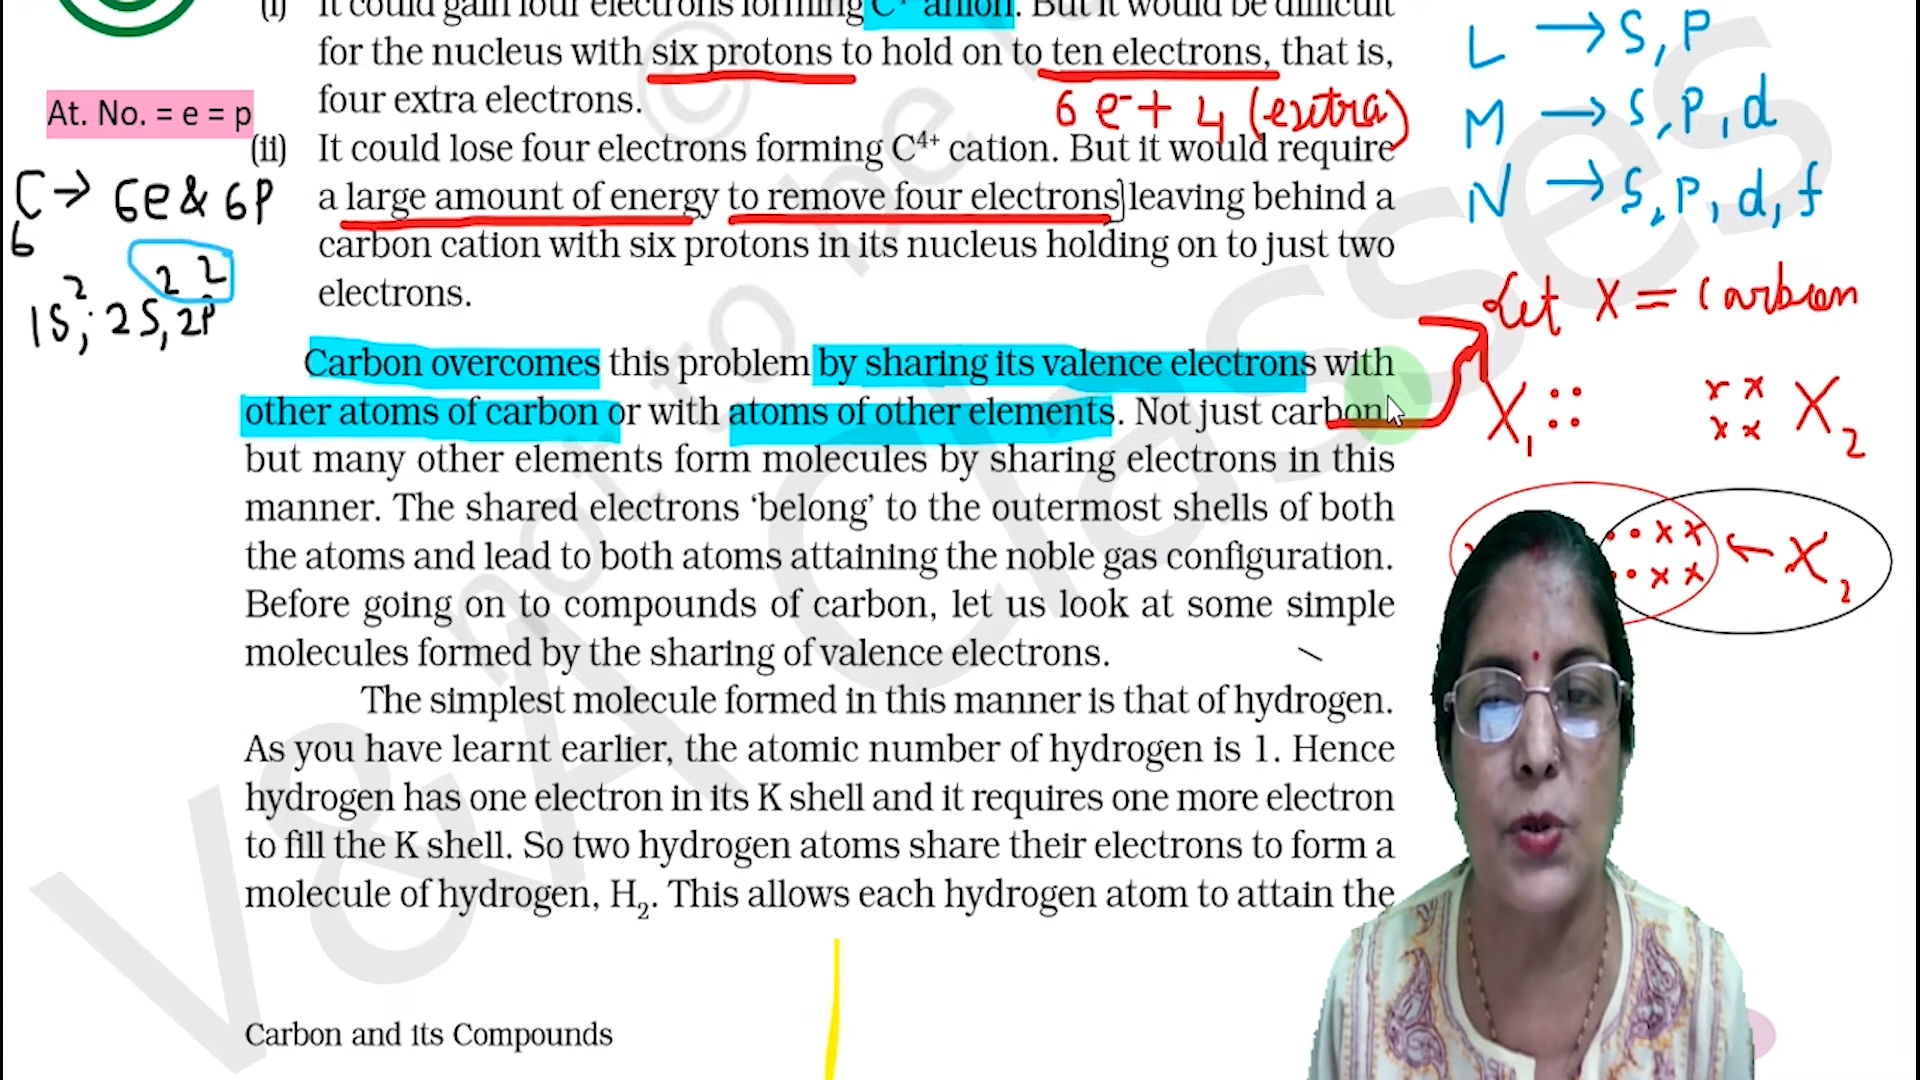 (i) It could gain four electrons forming C⁴⁻ anion. But it would be difficult
for the nucleus with six protons to hold on to ten electrons, that is,
four extra electrons.
6 e⁻ + 4 (extra)
(ii) It could lose four electrons forming C⁴⁺ cation. But it would require
a large amount of energy to remove four electrons leaving behind a
carbon cation with six protons in its nucleus holding on to just two
electrons.
At. No. = e = p
C → 6e & 6p
6
1S²; 2S², 2P²
Carbon overcomes this problem by sharing its valence electrons with
other atoms of carbon or with atoms of other elements. Not just carbon,
but many other elements form molecules by sharing electrons in this
manner. The shared electrons ‘belong’ to the outermost shells of both
the atoms and lead to both atoms attaining the noble gas configuration.
Before going on to compounds of carbon, let us look at some simple
molecules formed by the sharing of valence electrons.
The simplest molecule formed in this manner is that of hydrogen.
As you have learnt earlier, the atomic number of hydrogen is 1. Hence
hydrogen has one electron in its K shell and it requires one more electron
to fill the K shell. So two hydrogen atoms share their electrons to form a
molecule of hydrogen, H₂. This allows each hydrogen atom to attain the
Carbon and its Compounds
L → S, P
M → S, P, d
N → S, P, d, f
Let X = Carbon
X₁ :: xx X₂
xx
• x x ← X₂
• x x
© not to be
V&A Classes